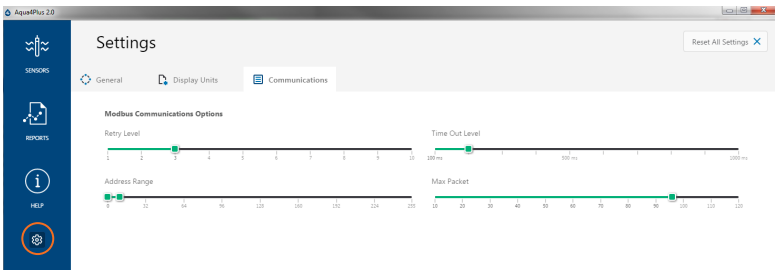 Aqua4Plus 2.0
Settings
Reset All Settings
SENSORS
General
Display Units
Communications
Modbus Communications Options
Retry Level
Time Out Level
1 2 3 4 5 6 7 8 9 10
100 ms 500 ms 1000 ms
REPORTS
Address Range
Max Packet
0 32 64 96 128 160 192 224 255
10 20 30 40 50 60 70 80 90 100 110 120
HELP